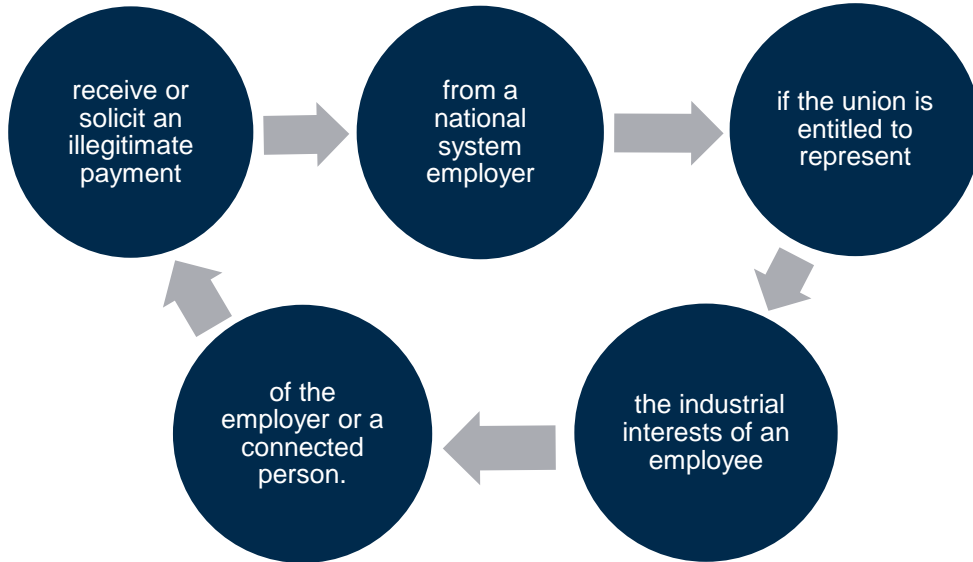 receive or
solicit an
illegitimate
payment
from a
national
system
employer
if the union is
entitled to
represent
the industrial
interests of an
employee
of the
employer or a
connected
person.